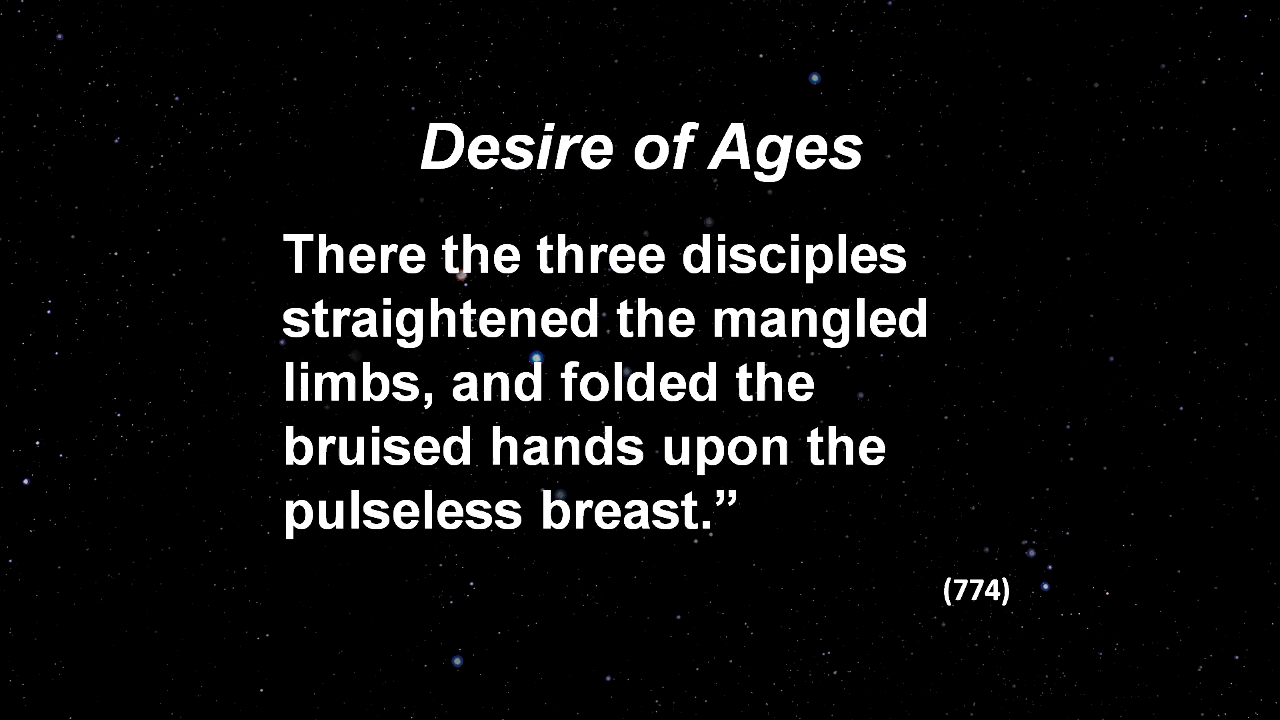 Desire of Ages
There the three disciples
straightened the mangled
limbs, and folded the
bruised hands upon the
pulseless breast.”
(774)